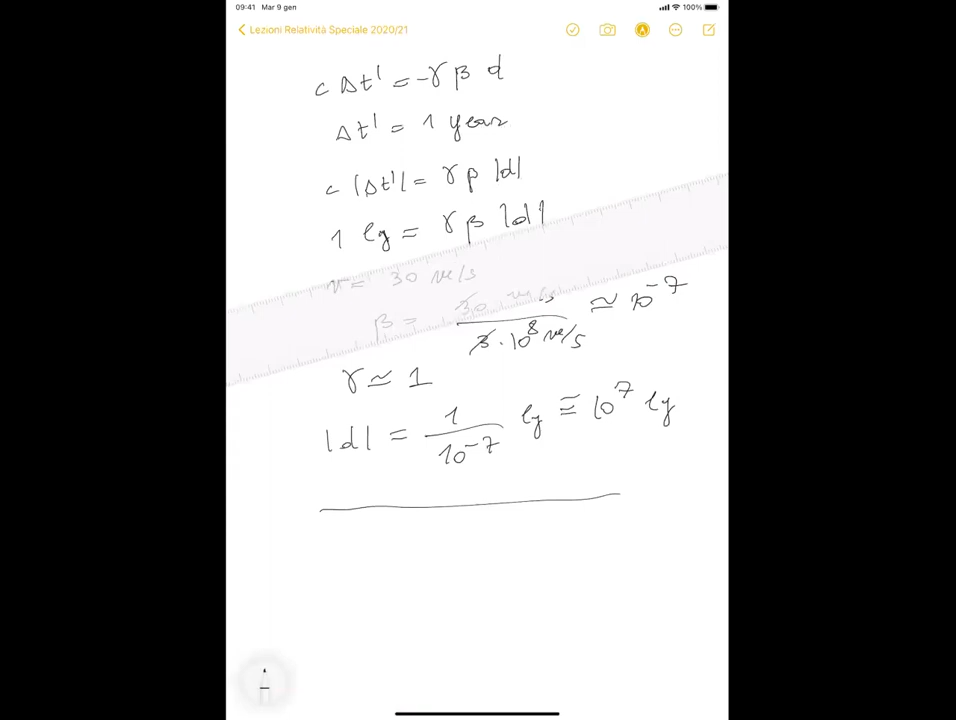 09:41 Mar 9 gen 100%
Lezioni Relatività Speciale 2020/21
c Δt' = -γ β d
Δt' = 1 year
c |Δt'| = γ β |d|
1 ly = γ β |d|
v = 30 m/s
β = 30 m/s / 3·10⁸ m/s ≃ 10⁻⁷
γ ≃ 1
|d| = 1 / 10⁻⁷ ly ≅ 10⁷ ly